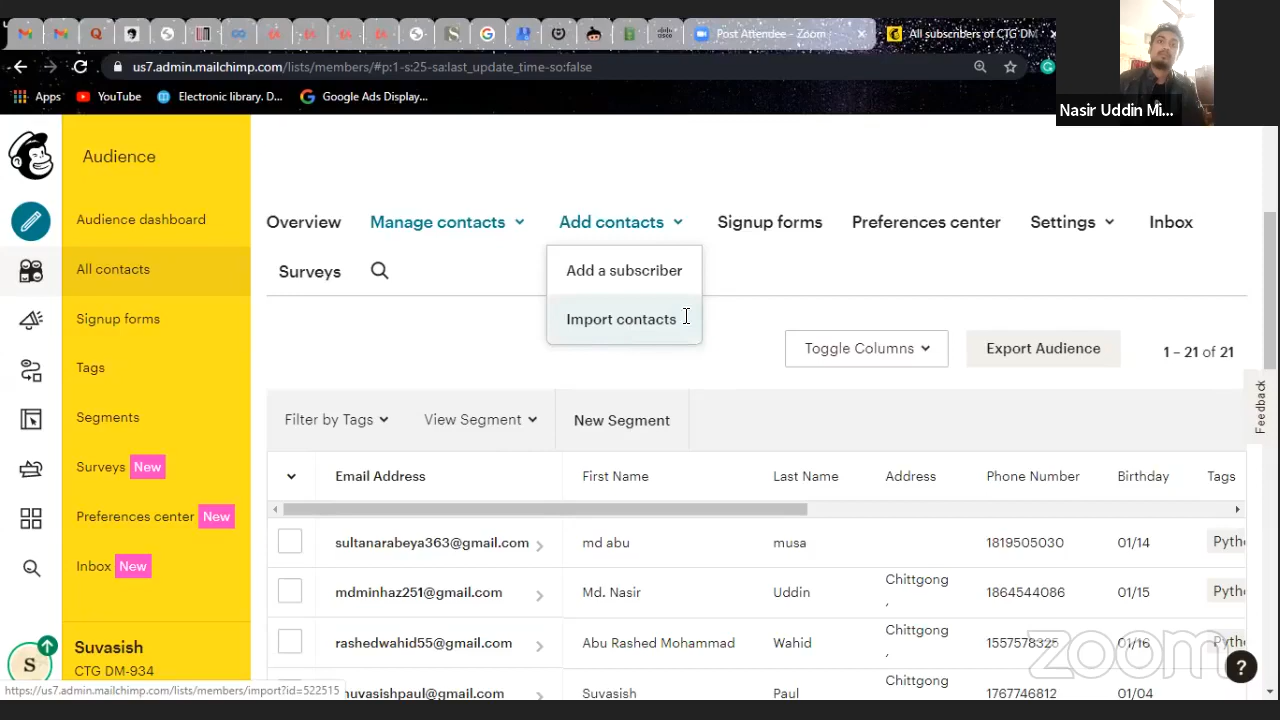 Post Attendee - Zoom
All subscribers of CTG DM
us7.admin.mailchimp.com/lists/members/#p:1-s:25-sa:last_update_time-so:false
Apps
YouTube
Electronic library. D...
Google Ads Display...
Nasir Uddin Mi...
Audience
Audience dashboard
All contacts
Signup forms
Tags
Segments
Surveys New
Preferences center New
Inbox New
Suvasish
CTG DM-934
S
Overview
Manage contacts
Add contacts
Signup forms
Preferences center
Settings
Inbox
Surveys
Add a subscriber
Import contacts
Toggle Columns
Export Audience
1 – 21 of 21
Feedback
Filter by Tags
View Segment
New Segment
Email Address First Name Last Name Address Phone Number Birthday Tags
sultanarabeya363@gmail.com md abu musa 1819505030 01/14 Pyth
mdminhaz251@gmail.com Md. Nasir Uddin Chittgong , 1864544086 01/15 Pyth
rashedwahid55@gmail.com Abu Rashed Mohammad Wahid Chittgong , 1557578325 01/16 Pyth
huvasishpaul@gmail.com Suvasish Paul Chittgong 1767746812 01/04
zoom
?
https://us7.admin.mailchimp.com/lists/members/import?id=522515